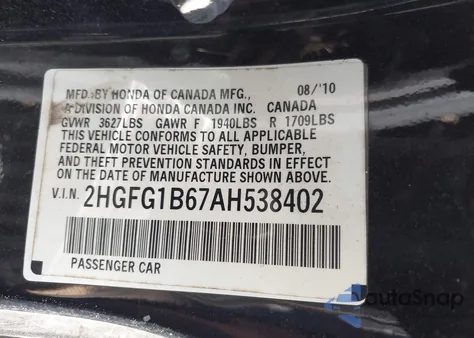 MFD. BY HONDA OF CANADA MFG., 08/'10
A DIVISION OF HONDA CANADA INC. CANADA
GVWR 3627LBS GAWR F 1940LBS R 1709LBS
THIS VEHICLE CONFORMS TO ALL APPLICABLE
FEDERAL MOTOR VEHICLE SAFETY, BUMPER,
AND THEFT PREVENTION STANDARDS IN EFFECT
ON THE DATE OF MANUFACTURE SHOWN ABOVE.
V.I.N. 2HGFG1B67AH538402
PASSENGER CAR
AutoSnap